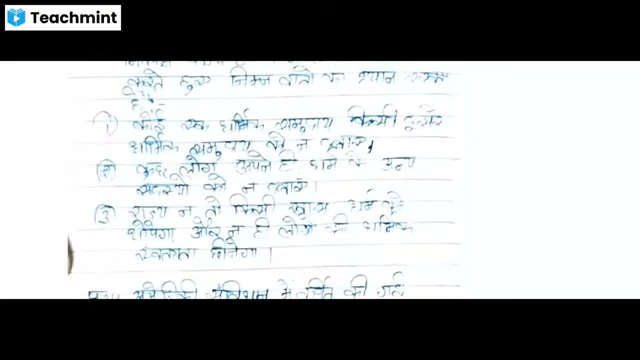 Teachmint
करते हुए निम्न बातों का ध्यान रखता
है:-
① कोई एक धार्मिक समुदाय किसी दूसरे
धार्मिक समुदाय को न दबाए,
② कुछ लोग अपने ही धर्म के अन्य
सदस्यों को न दबाएं।
③ राज्य न तो किसी खास धर्म को
थोपेगा और न ही लोगों की धार्मिक
स्वतंत्रता छीनेगा।
संविधान में वर्णित की गई